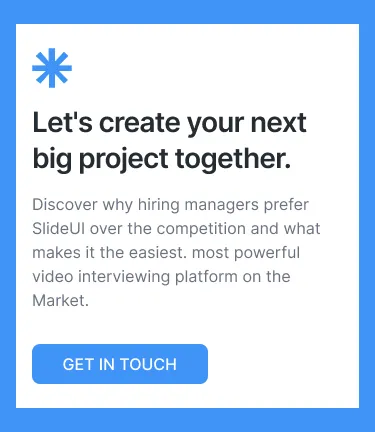 Let's create your next
big project together.
Discover why hiring managers prefer
SlideUI over the competition and what
makes it the easiest. most powerful
video interviewing platform on the
Market.
GET IN TOUCH